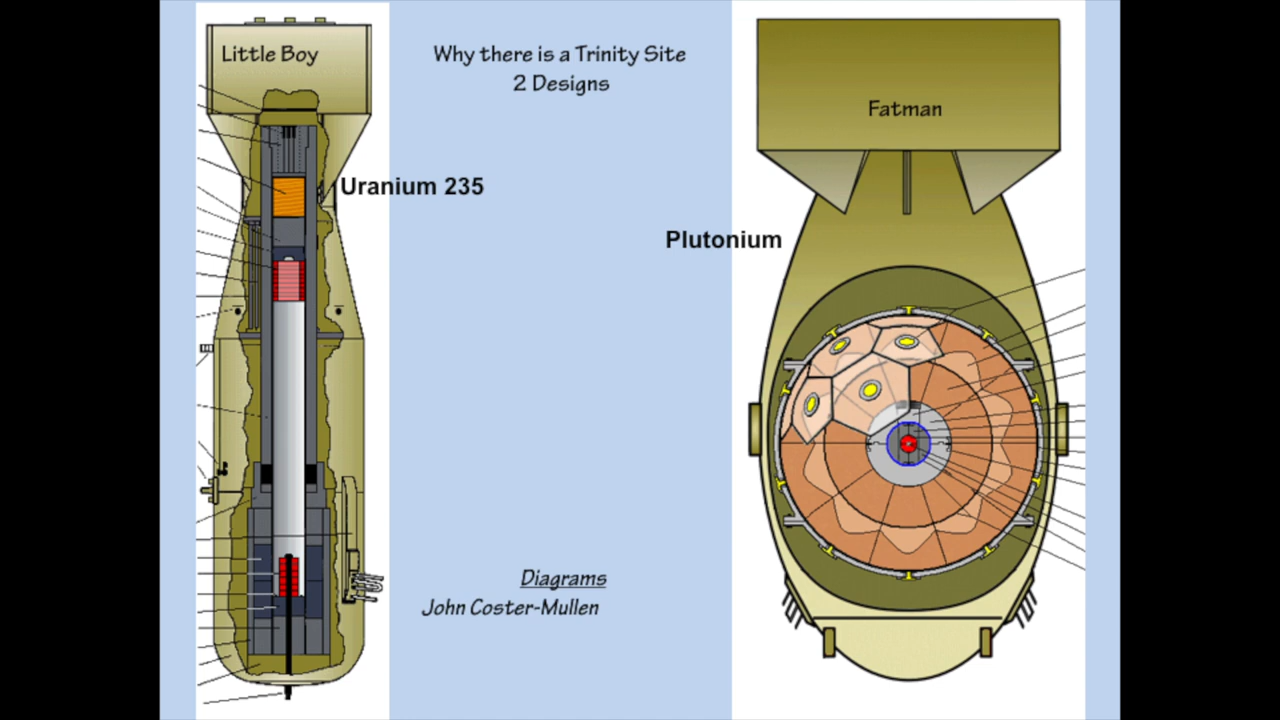 Little Boy
Why there is a Trinity Site
2 Designs
Fatman
Uranium 235
Plutonium
Diagrams
John Coster-Mullen